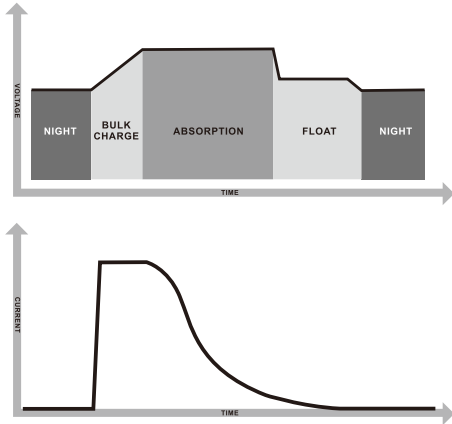 VOLTAGE
NIGHT
BULK
CHARGE
ABSORPTION
FLOAT
NIGHT
TIME
CURRENT
TIME